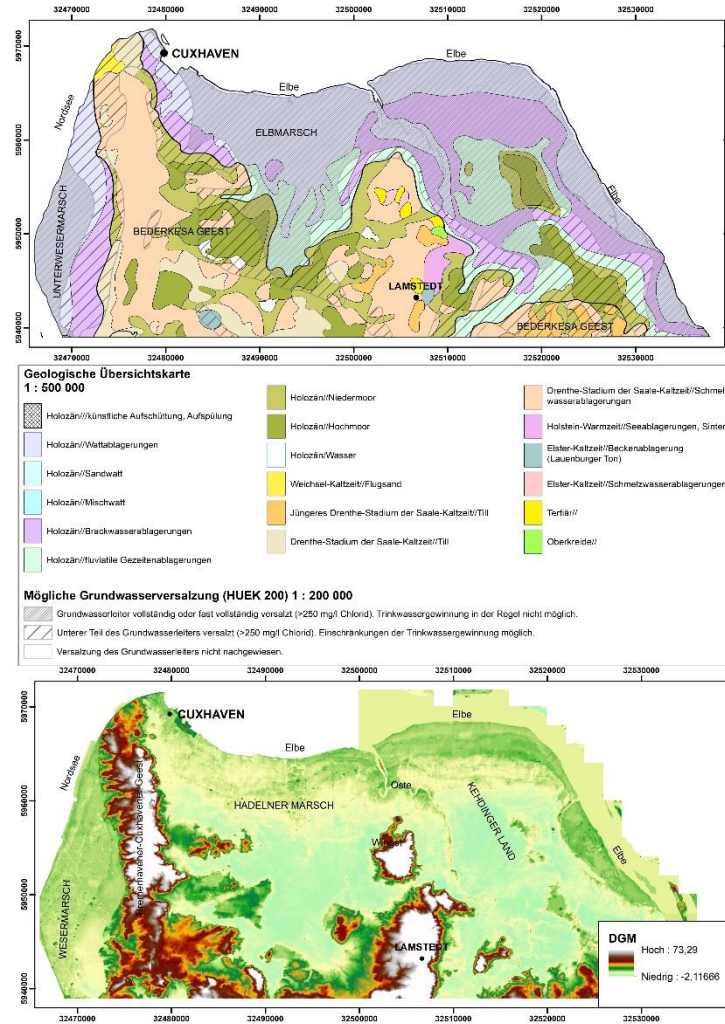 32470000 32480000 32490000 32500000 32510000 32520000 32530000
5970000
5960000
5950000
5940000
CUXHAVEN
Elbe
Elbe
Nordsee
ELBMARSCH
Elbe
UNTERWESERMARSCH
BEDERKESA GEEST
LAMSTEDT
BEDERKESA GEEST
32470000 32480000 32490000 32500000 32510000 32520000 32530000
Geologische Übersichtskarte
1 : 500 000
Holozän///künstliche Aufschüttung, Aufspülung
Holozän//Wattablagerungen
Holozän//Sandwatt
Holozän//Mischwatt
Holozän//Brackwasserablagerungen
Holozän//fluviatile Gezeitenablagerungen
Holozän//Niedermoor
Holozän//Hochmoor
Holozän/Wasser
Weichsel-Kaltzeit//Flugsand
Jüngeres Drenthe-Stadium der Saale-Kaltzeit//Till
Drenthe-Stadium der Saale-Kaltzeit//Till
Drenthe-Stadium der Saale-Kaltzeit//Schmelz
wasserablagerungen
Holstein-Warmzeit//Seeablagerungen, Sinter
Elster-Kaltzeit//Beckenablagerung
(Lauenburger Ton)
Elster-Kaltzeit//Schmelzwasserablagerungen
Tertiär//
Oberkreide//
Mögliche Grundwasserversalzung (HUEK 200) 1 : 200 000
Grundwasserleiter vollständig oder fast vollständig versalzt (>250 mg/l Chlorid). Trinkwassergewinnung in der Regel nicht möglich.
Unterer Teil des Grundwasserleiters versalzt (>250 mg/l Chlorid). Einschränkungen der Trinkwassergewinnung möglich.
Versalzung des Grundwasserleiters nicht nachgewiesen.
32470000 32480000 32490000 32500000 32510000 32520000 32530000
5970000
5960000
5950000
5940000
CUXHAVEN
Elbe
Elbe
Nordsee
Oste
HADELNER MARSCH
KEHDINGER LAND
Bremerhavener-Cuxhavener Geest
Wingst
Elbe
WESERMARSCH
LAMSTEDT
DGM
Hoch : 73,29
Niedrig : -2,11666
32470000 32480000 32490000 32500000 32510000 32520000 32530000